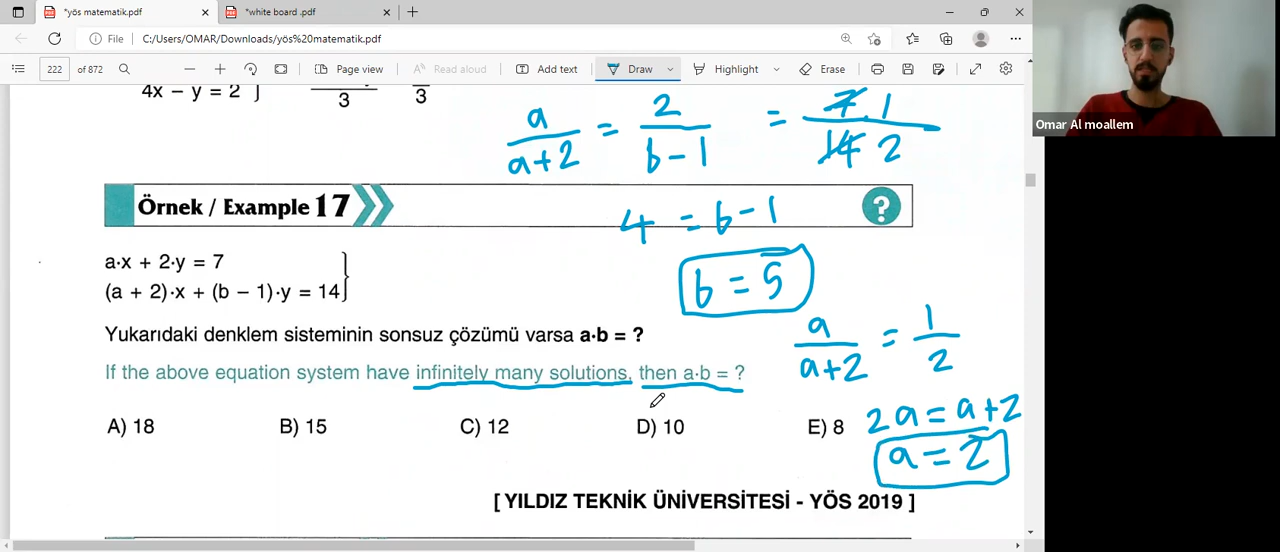 *yös matematik.pdf
*white board .pdf
File C:/Users/OMAR/Downloads/yös%20matematik.pdf
222 of 872 Page view Read aloud Add text Draw Highlight Erase
4x − y = 2
3 3
a/(a+2) = 2/(b−1) = 7 1/14 2
Omar Al moallem
Örnek / Example 17
?
4 = b−1
b = 5
a·x + 2·y = 7
(a + 2)·x + (b − 1)·y = 14
Yukarıdaki denklem sisteminin sonsuz çözümü varsa a·b = ?
a/(a+2) = 1/2
If the above equation system have infinitely many solutions, then a·b = ?
A) 18 B) 15 C) 12 D) 10 E) 8
2a = a+2
a = 2
[ YILDIZ TEKNİK ÜNİVERSİTESİ - YÖS 2019 ]